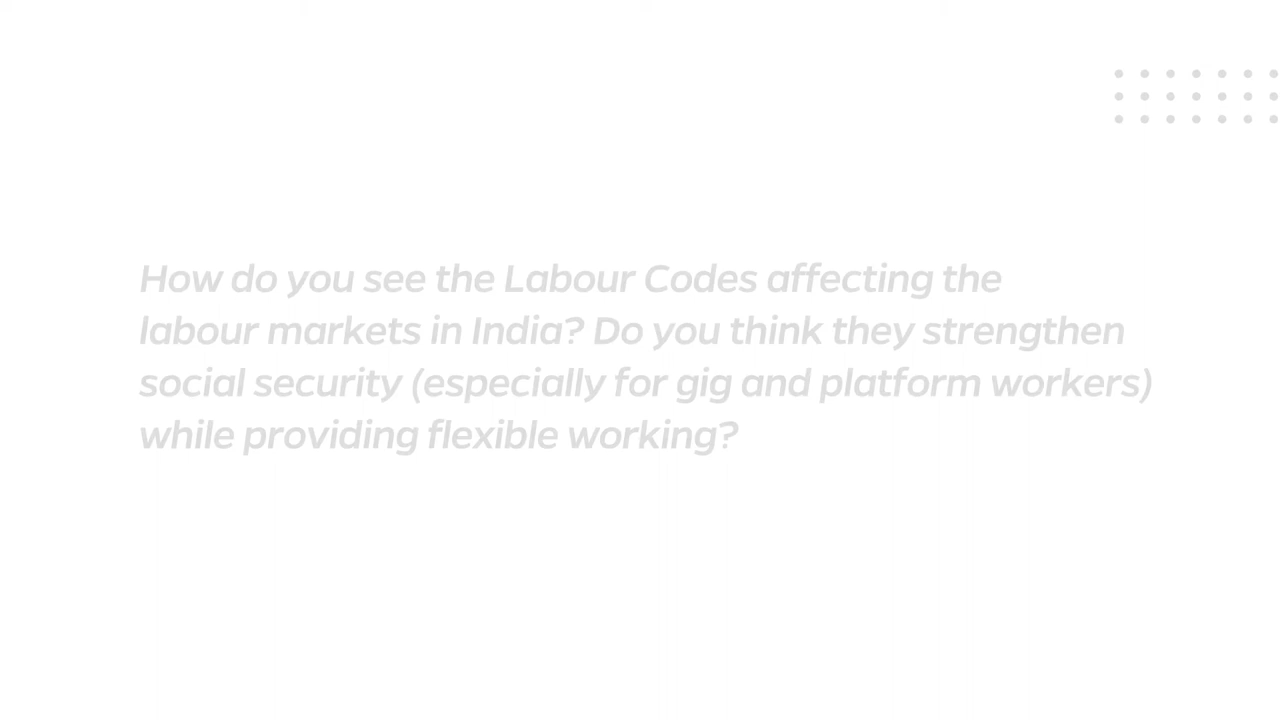 How do you see the Labour Codes affecting the
labour markets in India? Do you think they strengthen
social security (especially for gig and platform workers)
while providing flexible working?